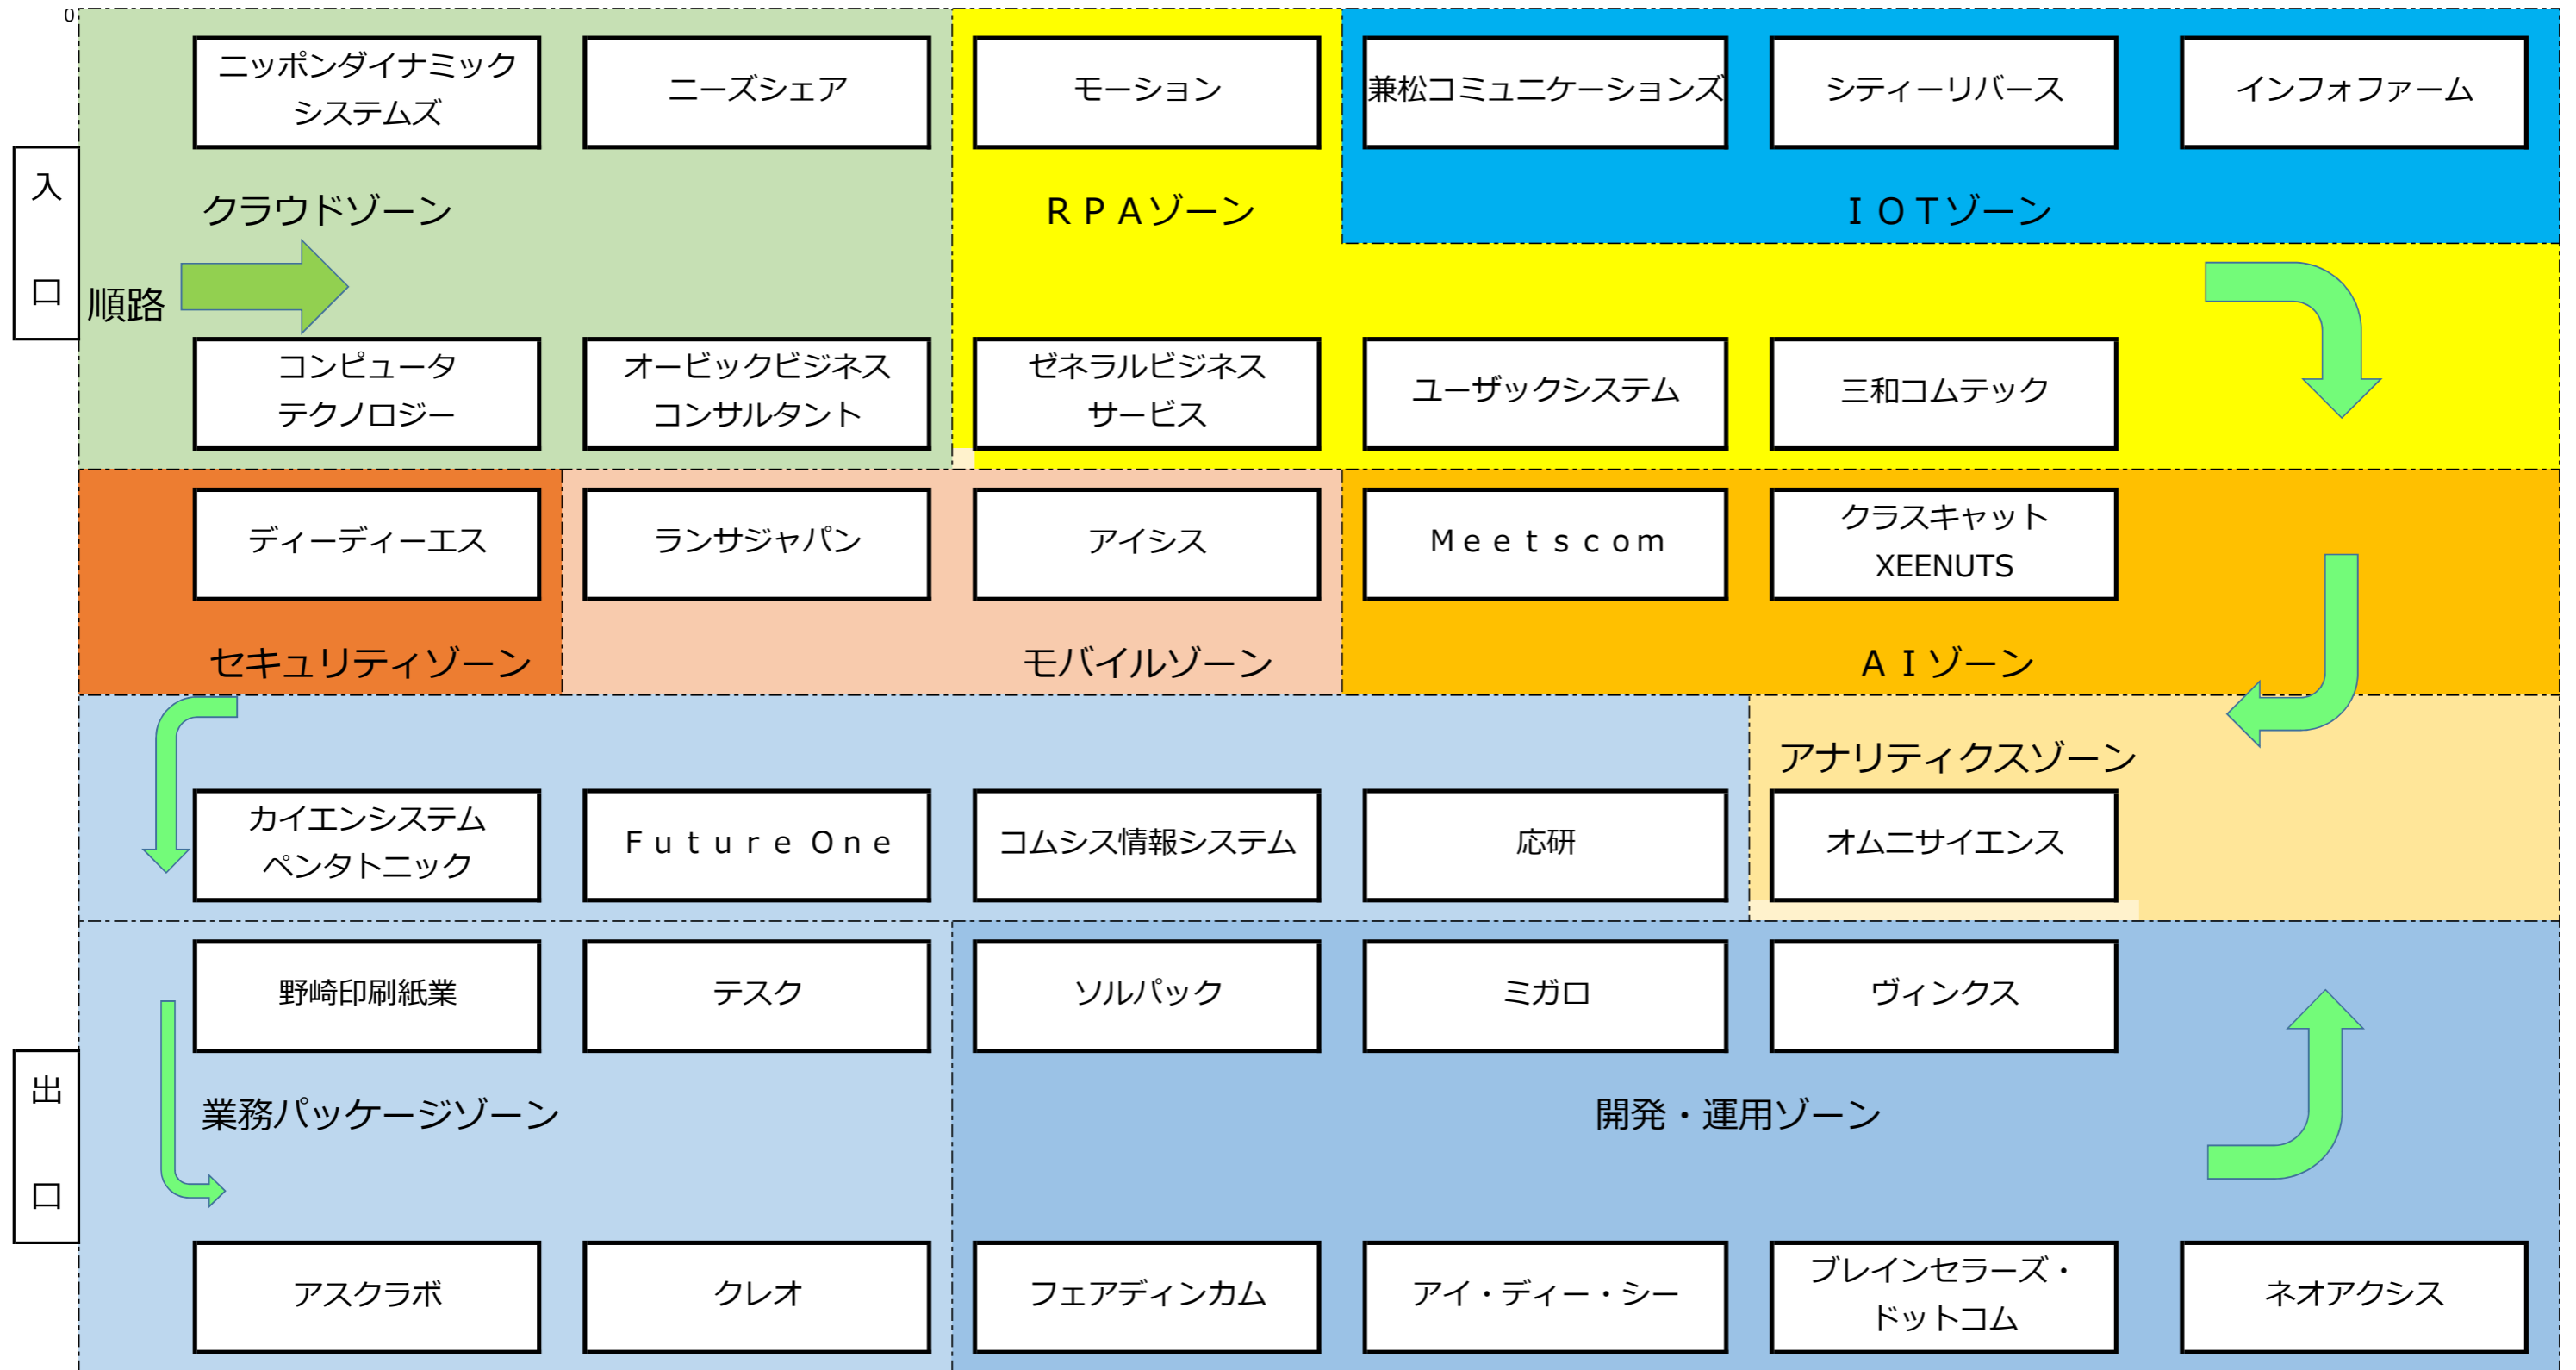 0
ニッポンダイナミック
システムズ
ニーズシェア
モーション
兼松コミュニケーションズ
シティーリバース
インフォファーム
入
口
クラウドゾーン
ＲＰＡゾーン
ＩＯＴゾーン
順路
コンピュータ
テクノロジー
オービックビジネス
コンサルタント
ゼネラルビジネス
サービス
ユーザックシステム
三和コムテック
ディーディーエス
ランサジャパン
アイシス
Ｍｅｅｔｓｃｏｍ
クラスキャット
XEENUTS
セキュリティゾーン
モバイルゾーン
ＡＩゾーン
アナリティクスゾーン
カイエンシステム
ペンタトニック
Ｆｕｔｕｒｅ Ｏｎｅ
コムシス情報システム
応研
オムニサイエンス
野崎印刷紙業
テスク
ソルパック
ミガロ
ヴィンクス
出
口
業務パッケージゾーン
開発・運用ゾーン
アスクラボ
クレオ
フェアディンカム
アイ・ディー・シー
ブレインセラーズ・
ドットコム
ネオアクシス